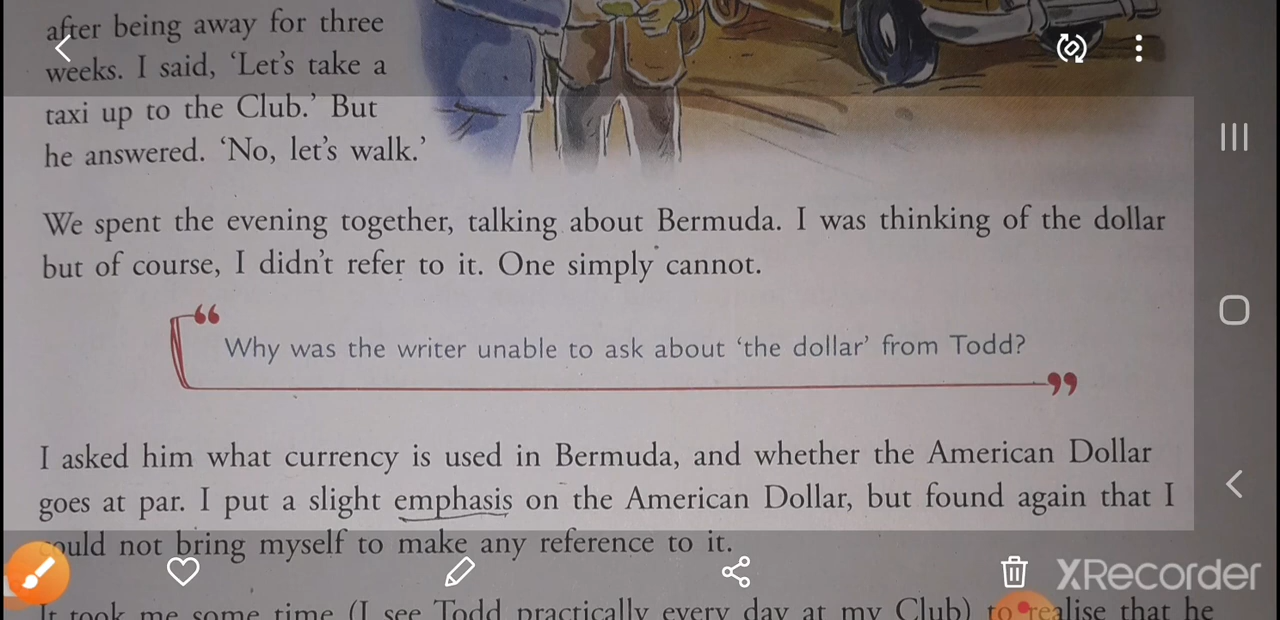 after being away for three
weeks. I said, ‘Let’s take a
taxi up to the Club.’ But
he answered. ‘No, let’s walk.’
We spent the evening together, talking about Bermuda. I was thinking of the dollar
but of course, I didn’t refer to it. One simply cannot.
“
Why was the writer unable to ask about ‘the dollar’ from Todd?
”
I asked him what currency is used in Bermuda, and whether the American Dollar
goes at par. I put a slight emphasis on the American Dollar, but found again that I
could not bring myself to make any reference to it.
XRecorder
It took me some time (I see Todd practically every day at my Club) to realise that he